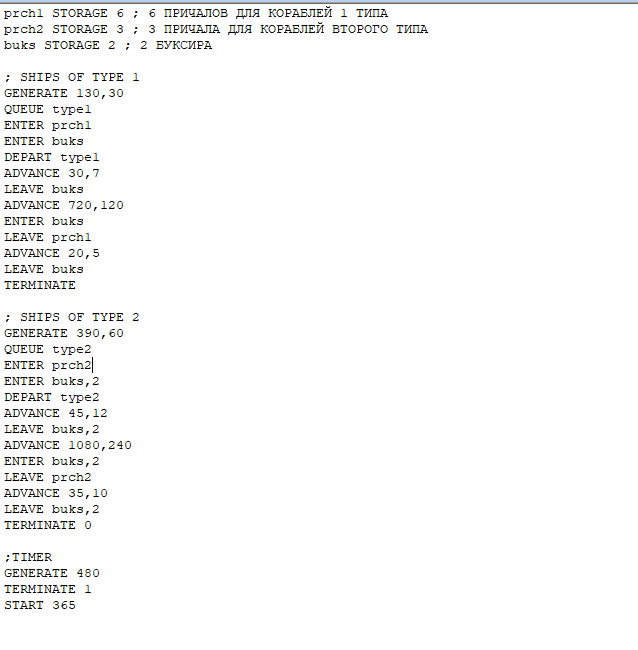 prch1 STORAGE 6 ; 6 ПРИЧАЛОВ ДЛЯ КОРАБЛЕЙ 1 ТИПА
prch2 STORAGE 3 ; 3 ПРИЧАЛА ДЛЯ КОРАБЛЕЙ ВТОРОГО ТИПА
buks STORAGE 2 ; 2 БУКСИРА
; SHIPS OF TYPE 1
GENERATE 130,30
QUEUE type1
ENTER prch1
ENTER buks
DEPART type1
ADVANCE 30,7
LEAVE buks
ADVANCE 720,120
ENTER buks
LEAVE prch1
ADVANCE 20,5
LEAVE buks
TERMINATE
; SHIPS OF TYPE 2
GENERATE 390,60
QUEUE type2
ENTER prch2
ENTER buks,2
DEPART type2
ADVANCE 45,12
LEAVE buks,2
ADVANCE 1080,240
ENTER buks,2
LEAVE prch2
ADVANCE 35,10
LEAVE buks,2
TERMINATE 0
;TIMER
GENERATE 480
TERMINATE 1
START 365